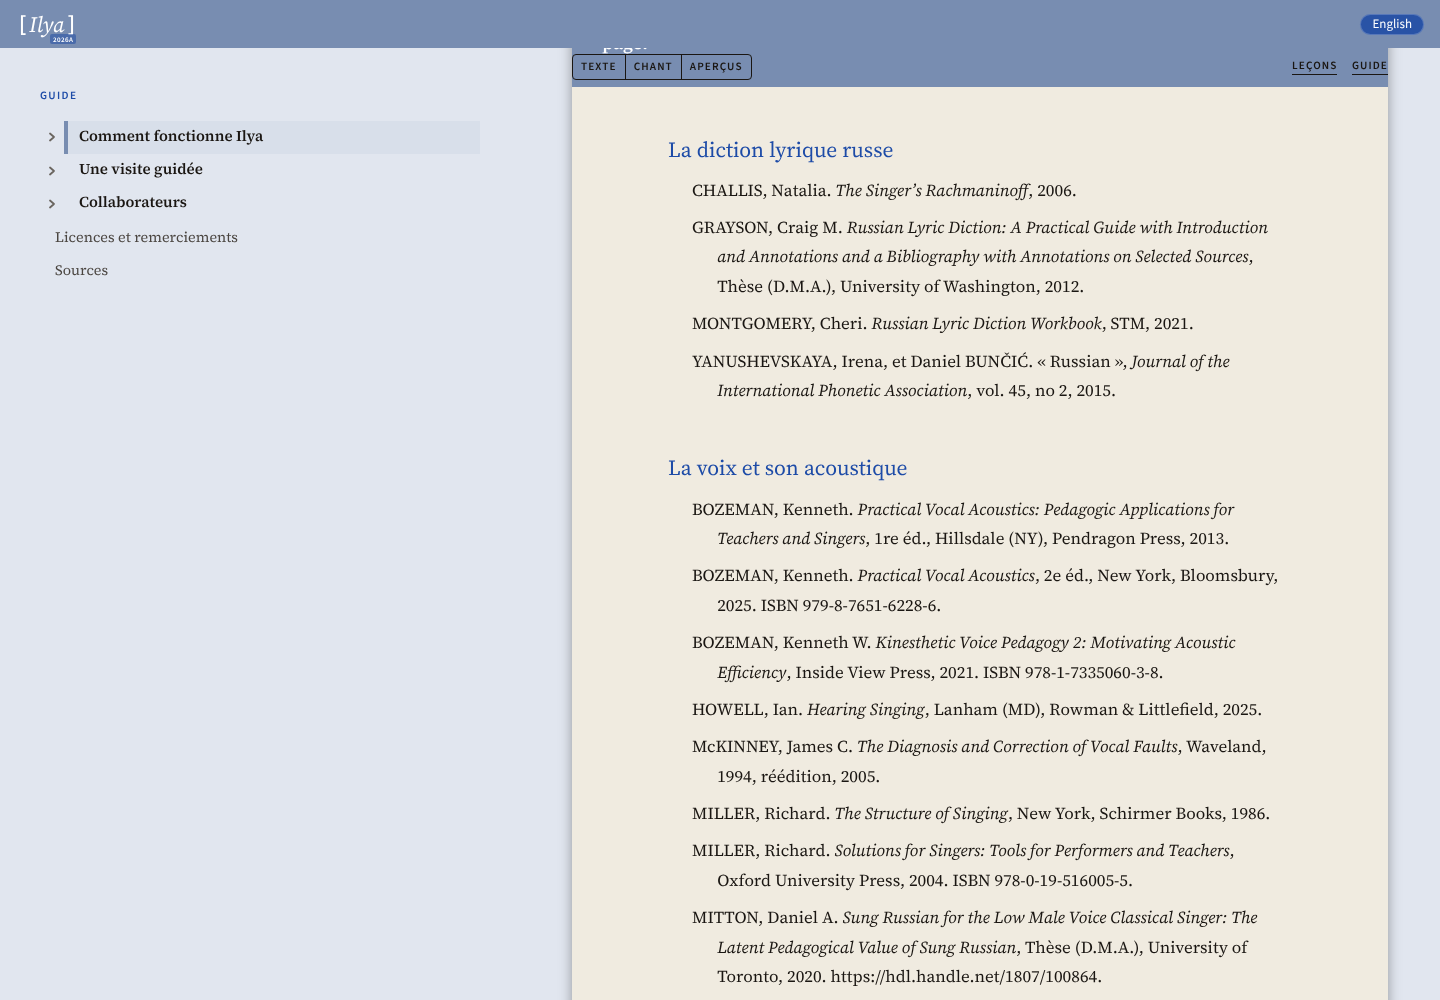 [Ilya]
2026A
English
page.
TEXTE CHANT APERÇUS
LEÇONS GUIDE
GUIDE
Comment fonctionne Ilya
Une visite guidée
Collaborateurs
Licences et remerciements
Sources
La diction lyrique russe
CHALLIS, Natalia. The Singer’s Rachmaninoff, 2006.
GRAYSON, Craig M. Russian Lyric Diction: A Practical Guide with Introduction
and Annotations and a Bibliography with Annotations on Selected Sources,
Thèse (D.M.A.), University of Washington, 2012.
MONTGOMERY, Cheri. Russian Lyric Diction Workbook, STM, 2021.
YANUSHEVSKAYA, Irena, et Daniel BUNČIĆ. « Russian », Journal of the
International Phonetic Association, vol. 45, no 2, 2015.
La voix et son acoustique
BOZEMAN, Kenneth. Practical Vocal Acoustics: Pedagogic Applications for
Teachers and Singers, 1re éd., Hillsdale (NY), Pendragon Press, 2013.
BOZEMAN, Kenneth. Practical Vocal Acoustics, 2e éd., New York, Bloomsbury,
2025. ISBN 979-8-7651-6228-6.
BOZEMAN, Kenneth W. Kinesthetic Voice Pedagogy 2: Motivating Acoustic
Efficiency, Inside View Press, 2021. ISBN 978-1-7335060-3-8.
HOWELL, Ian. Hearing Singing, Lanham (MD), Rowman & Littlefield, 2025.
McKINNEY, James C. The Diagnosis and Correction of Vocal Faults, Waveland,
1994, réédition, 2005.
MILLER, Richard. The Structure of Singing, New York, Schirmer Books, 1986.
MILLER, Richard. Solutions for Singers: Tools for Performers and Teachers,
Oxford University Press, 2004. ISBN 978-0-19-516005-5.
MITTON, Daniel A. Sung Russian for the Low Male Voice Classical Singer: The
Latent Pedagogical Value of Sung Russian, Thèse (D.M.A.), University of
Toronto, 2020. https://hdl.handle.net/1807/100864.